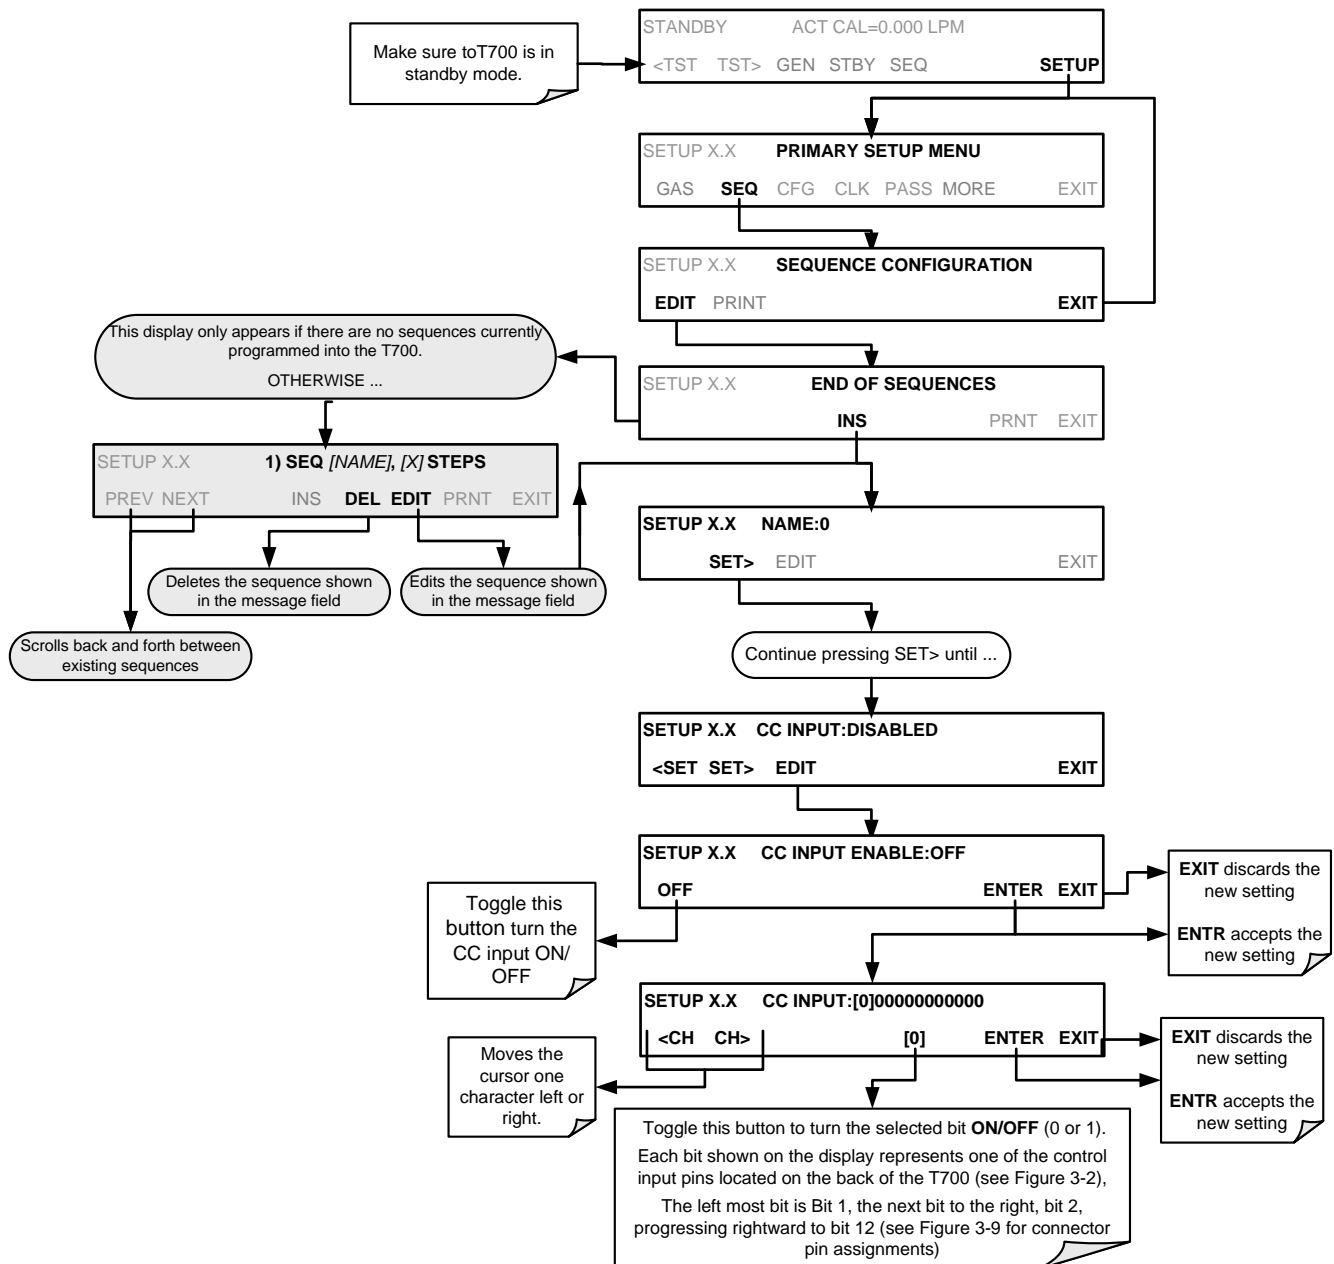 Make sure toT700 is in
standby mode.
STANDBY ACT CAL=0.000 LPM
<TST TST> GEN STBY SEQ SETUP
SETUP X.X PRIMARY SETUP MENU
GAS SEQ CFG CLK PASS MORE EXIT
SETUP X.X SEQUENCE CONFIGURATION
EDIT PRINT EXIT
This display only appears if there are no sequences currently
programmed into the T700.
OTHERWISE ...
SETUP X.X END OF SEQUENCES
INS PRNT EXIT
SETUP X.X 1) SEQ [NAME], [X] STEPS
PREV NEXT INS DEL EDIT PRNT EXIT
Deletes the sequence shown
in the message field
Edits the sequence shown
in the message field
Scrolls back and forth between
existing sequences
SETUP X.X NAME:0
SET> EDIT EXIT
Continue pressing SET> until ...
SETUP X.X CC INPUT:DISABLED
<SET SET> EDIT EXIT
SETUP X.X CC INPUT ENABLE:OFF
OFF ENTER EXIT
Toggle this
button turn the
CC input ON/
OFF
EXIT discards the
new setting
ENTR accepts the
new setting
SETUP X.X CC INPUT:[0]00000000000
<CH CH> [0] ENTER EXIT
Moves the
cursor one
character left or
right.
EXIT discards the
new setting
ENTR accepts the
new setting
Toggle this button to turn the selected bit ON/OFF (0 or 1).
Each bit shown on the display represents one of the control
input pins located on the back of the T700 (see Figure 3-2),
The left most bit is Bit 1, the next bit to the right, bit 2,
progressing rightward to bit 12 (see Figure 3-9 for connector
pin assignments)